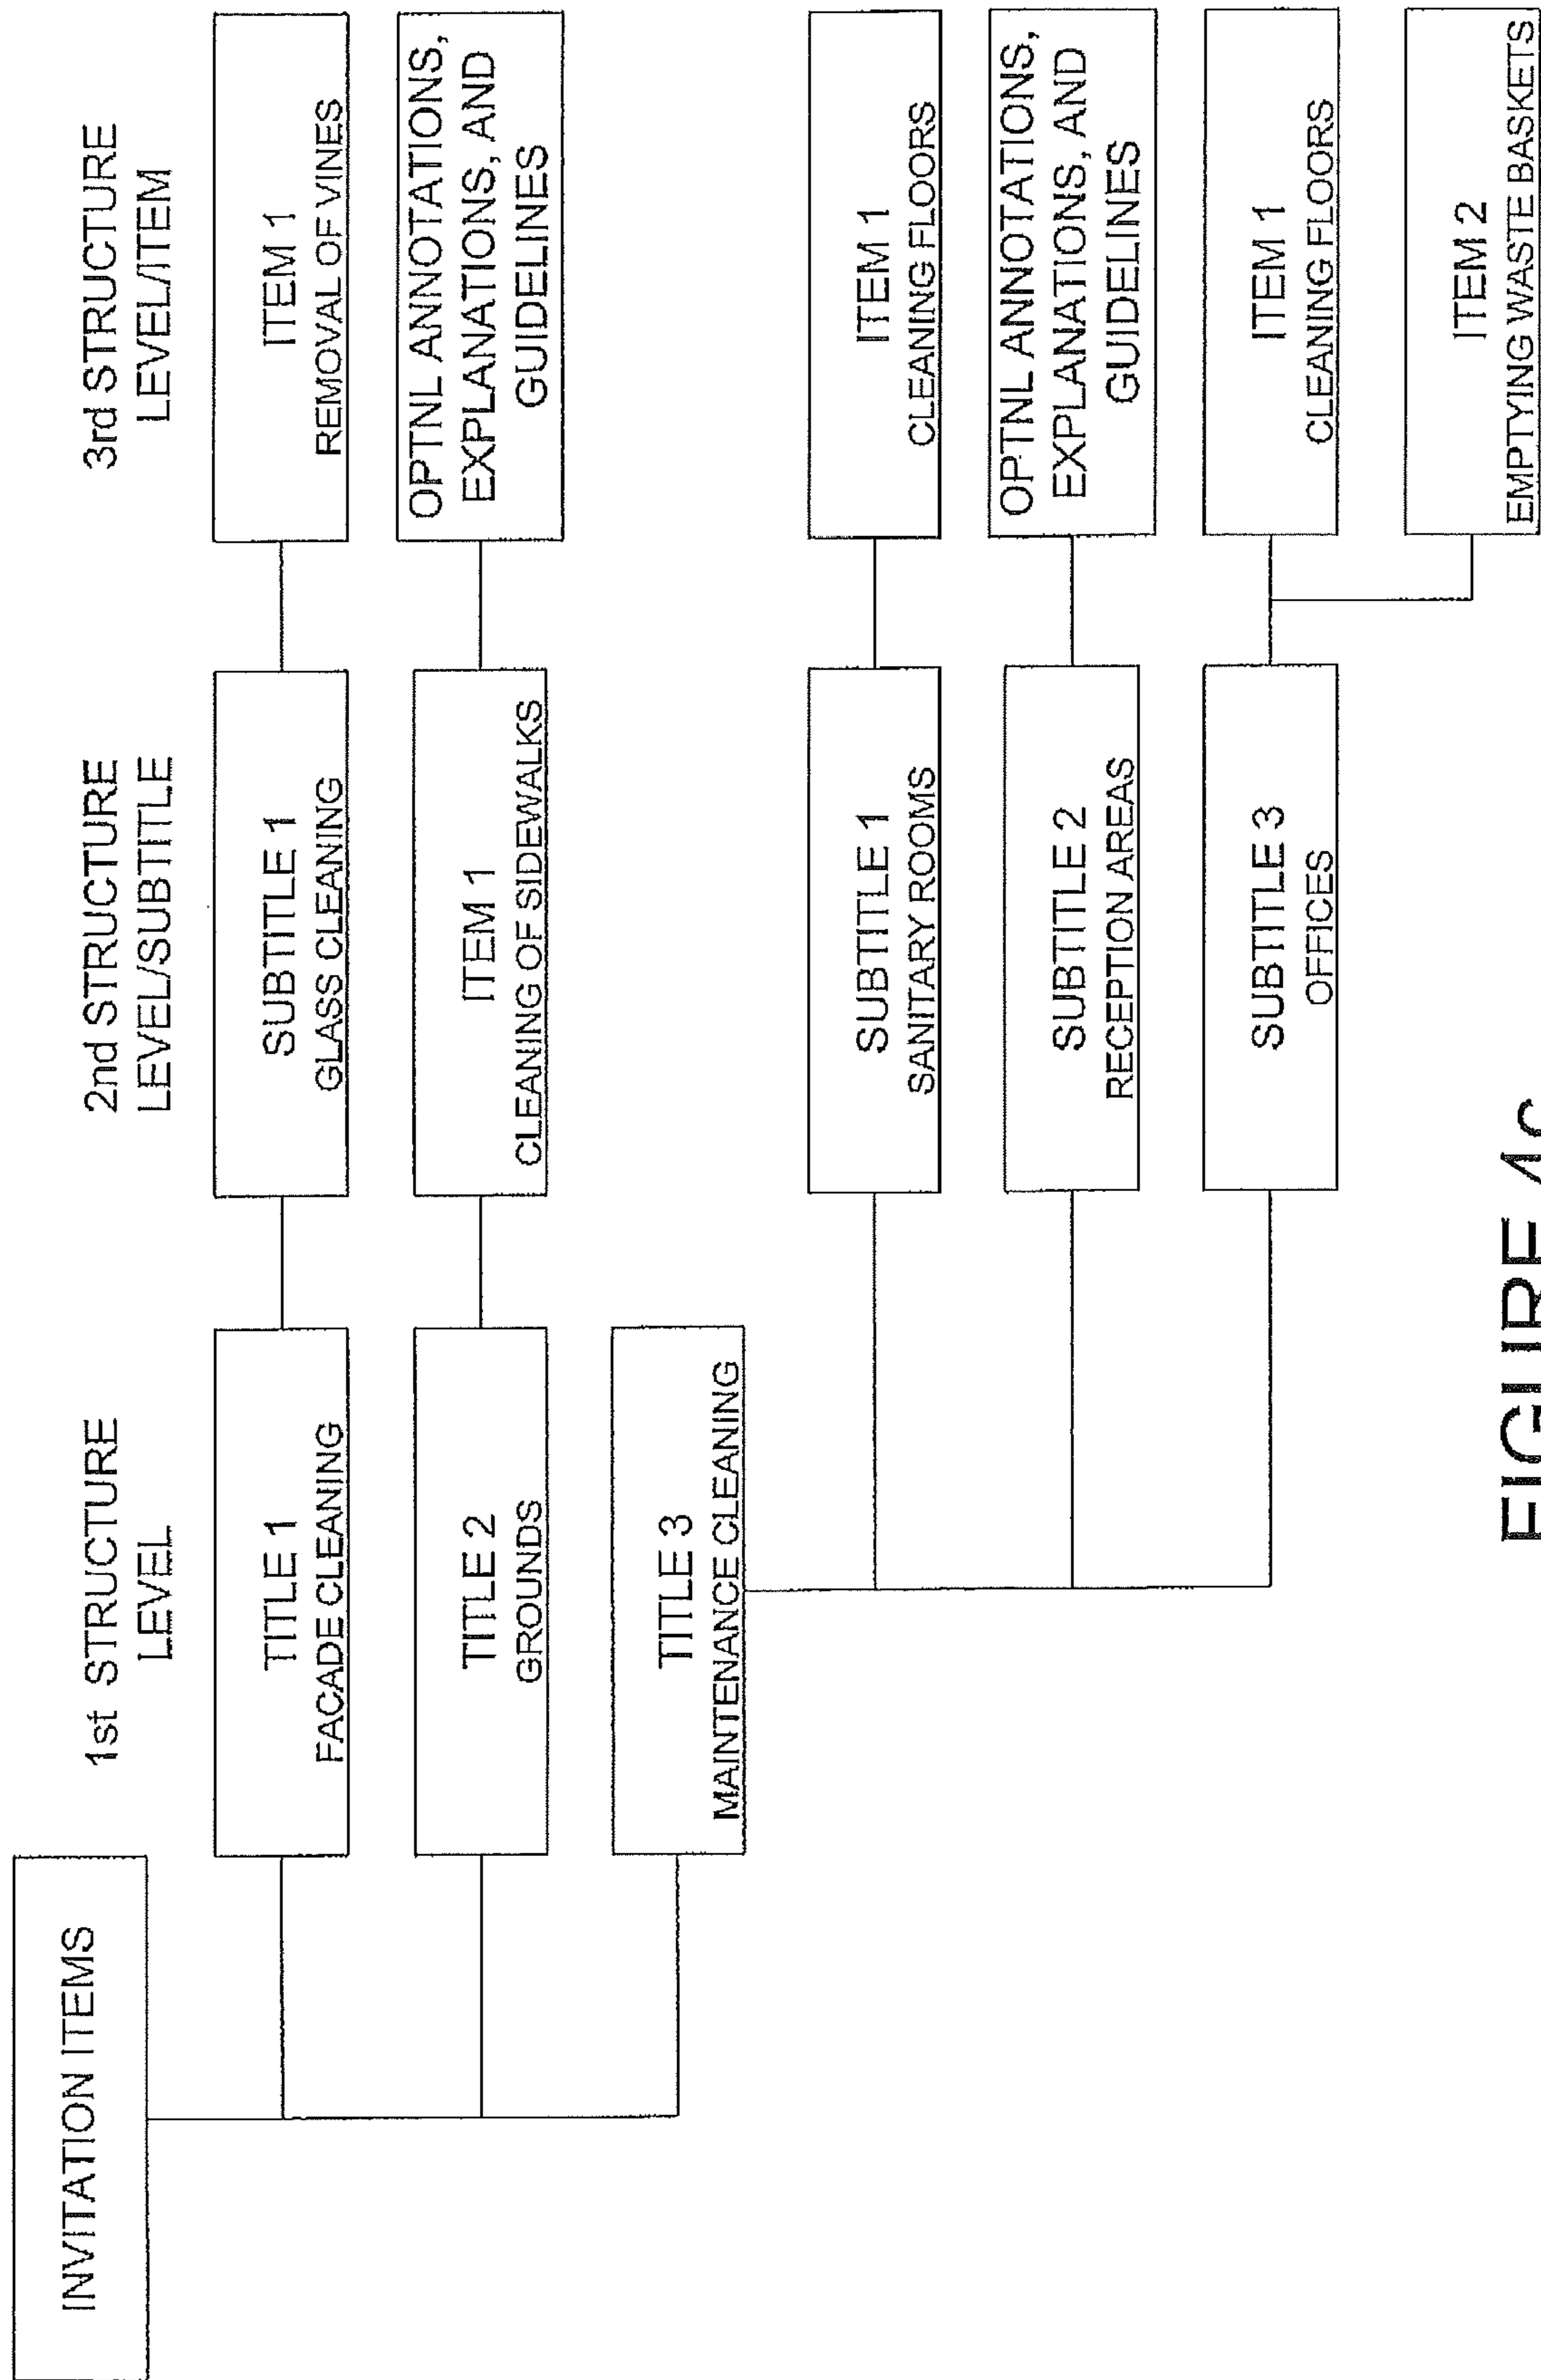 INVITATION ITEMS
1st STRUCTURE
LEVEL
2nd STRUCTURE
LEVEL/SUBTITLE
3rd STRUCTURE
LEVEL/ITEM
TITLE 1
FACADE CLEANING
SUBTITLE 1
GLASS CLEANING
ITEM 1
REMOVAL OF VINES
TITLE 2
GROUNDS
ITEM 1
CLEANING OF SIDEWALKS
OPTNL ANNOTATIONS,
EXPLANATIONS, AND
GUIDELINES
TITLE 3
MAINTENANCE CLEANING
SUBTITLE 1
SANITARY ROOMS
ITEM 1
CLEANING FLOORS
SUBTITLE 2
RECEPTION AREAS
OPTNL ANNOTATIONS,
EXPLANATIONS, AND
GUIDELINES
SUBTITLE 3
OFFICES
ITEM 1
CLEANING FLOORS
ITEM 2
EMPTYING WASTE BASKETS
FIGURE 4c